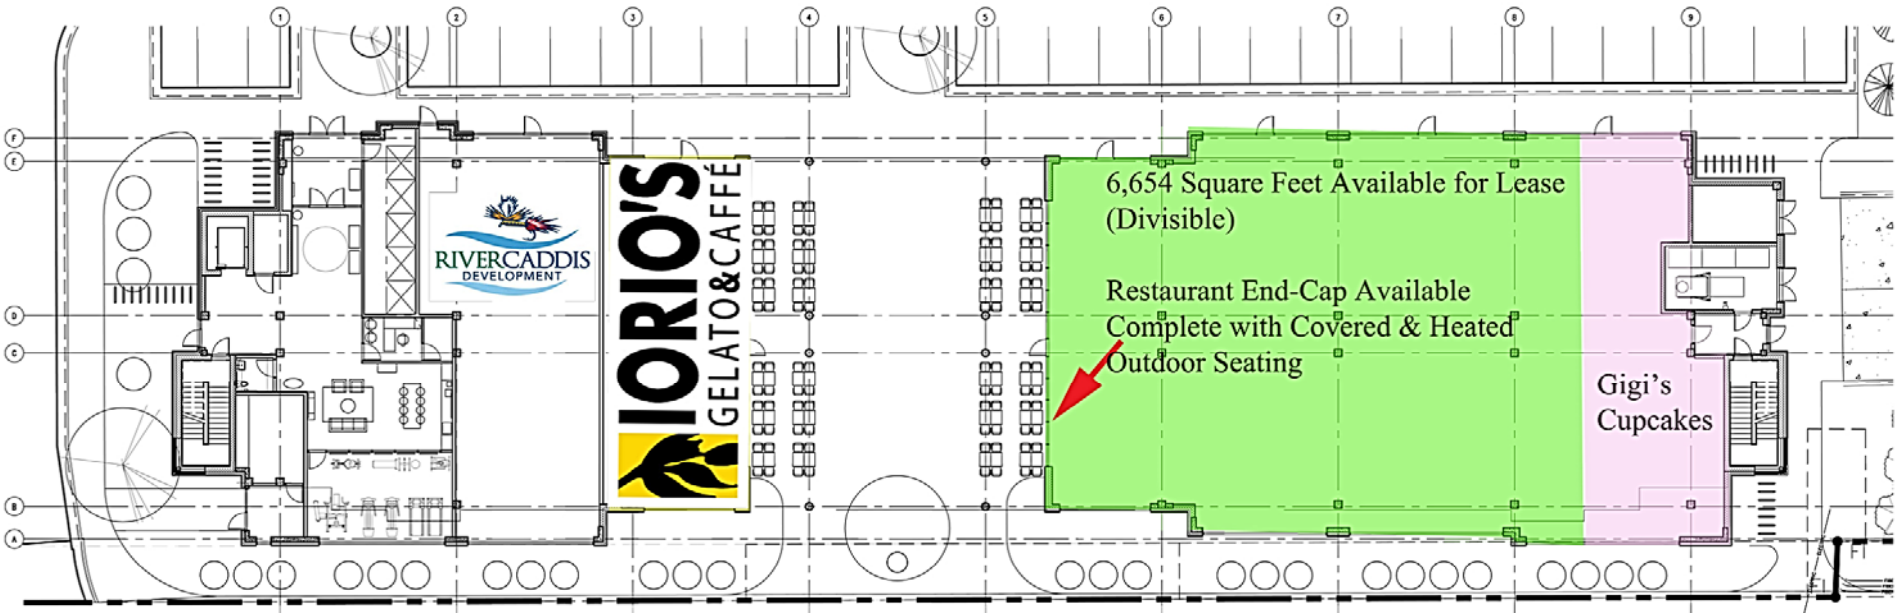 1 2 3 4 5 6 7 8 9
F
E
D
C
B
A
RIVERCADDIS
DEVELOPMENT
IORIO'S
GELATO&CAFFÉ
6,654 Square Feet Available for Lease
(Divisible)
Restaurant End-Cap Available
Complete with Covered & Heated
Outdoor Seating
Gigi's
Cupcakes